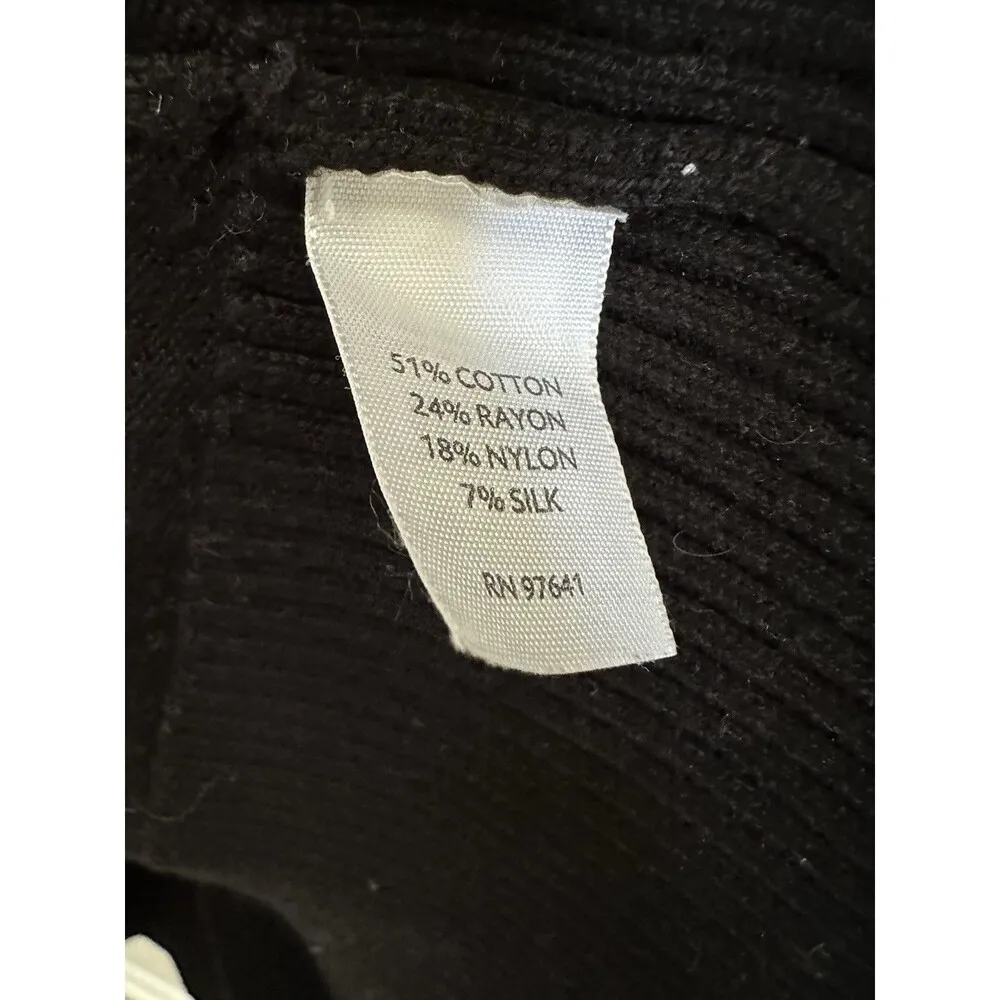 51% COTTON
24% RAYON
18% NYLON
7% SILK
RN 97641